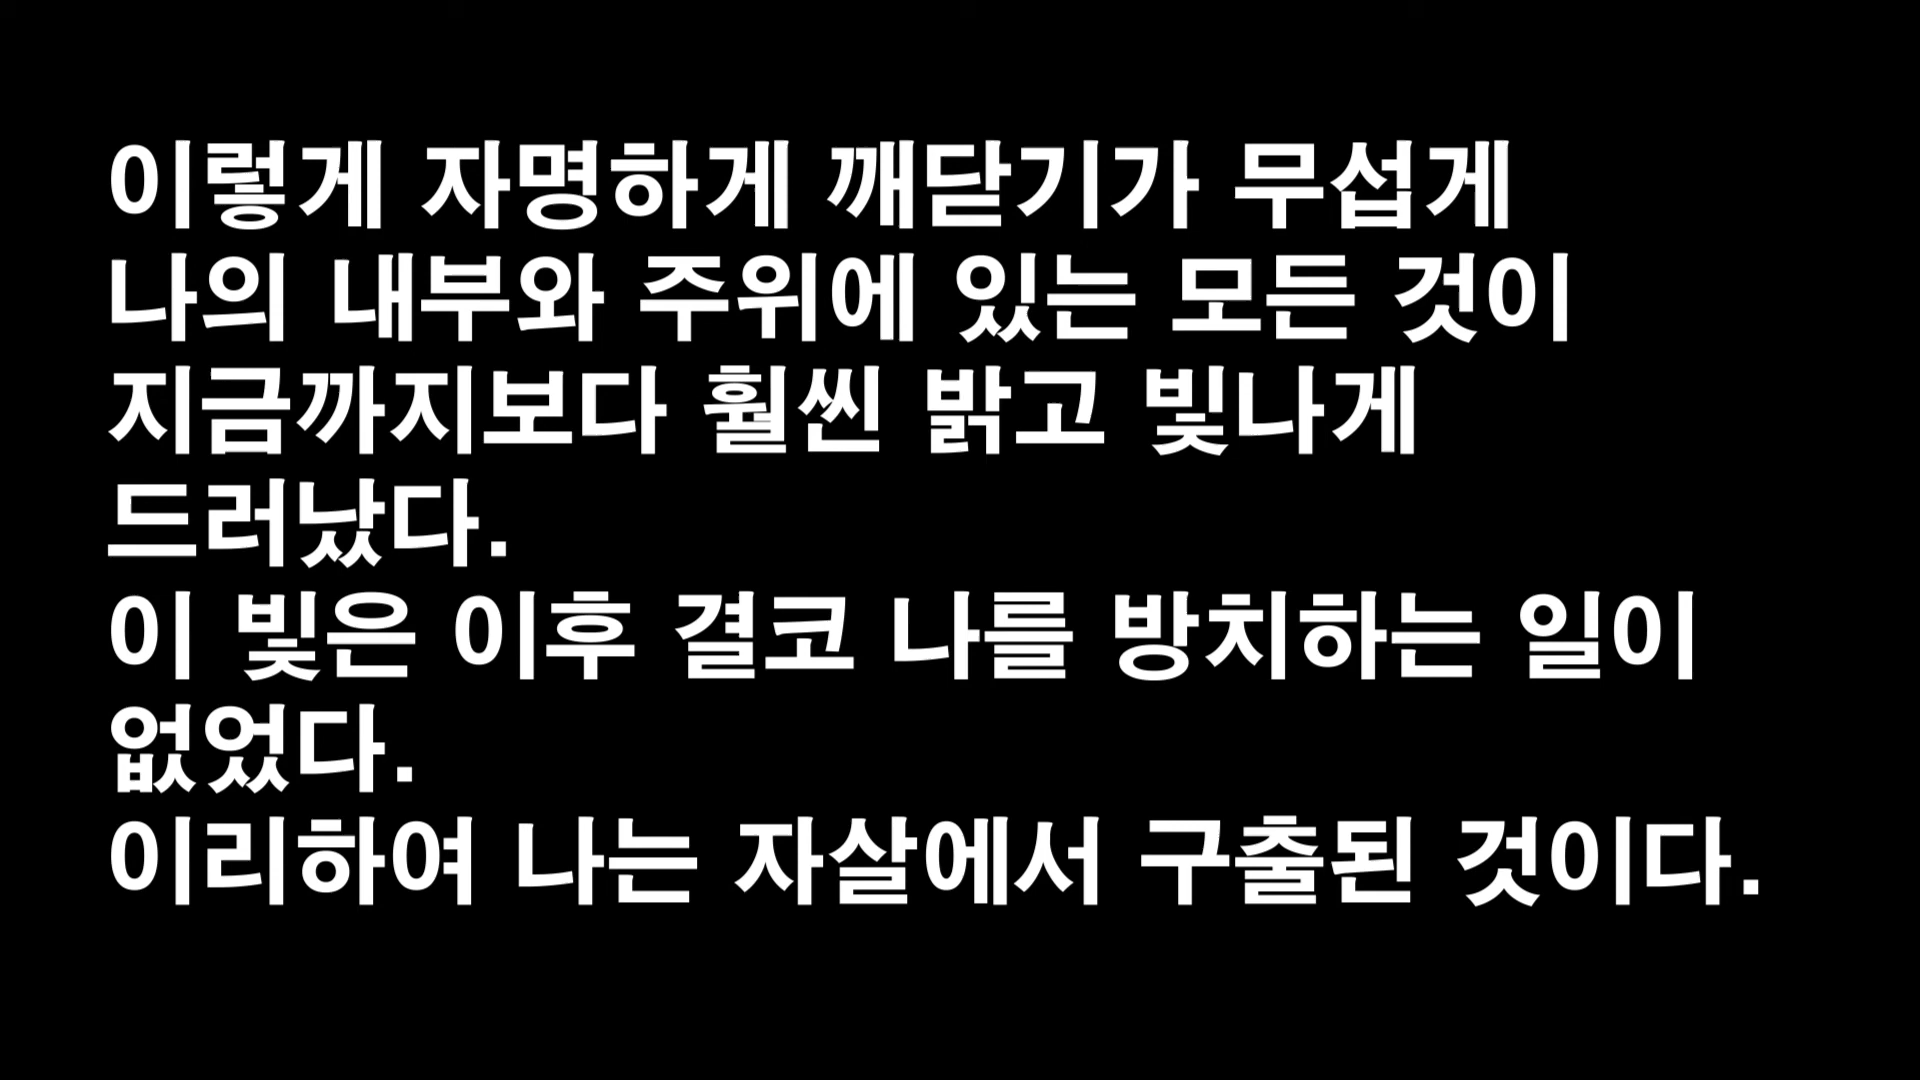 이렇게 자명하게 깨닫기가 무섭게
나의 내부와 주위에 있는 모든 것이
지금까지보다 훨씬 밝고 빛나게
드러났다.
이 빛은 이후 결코 나를 방치하는 일이
없었다.
이리하여 나는 자살에서 구출된 것이다.